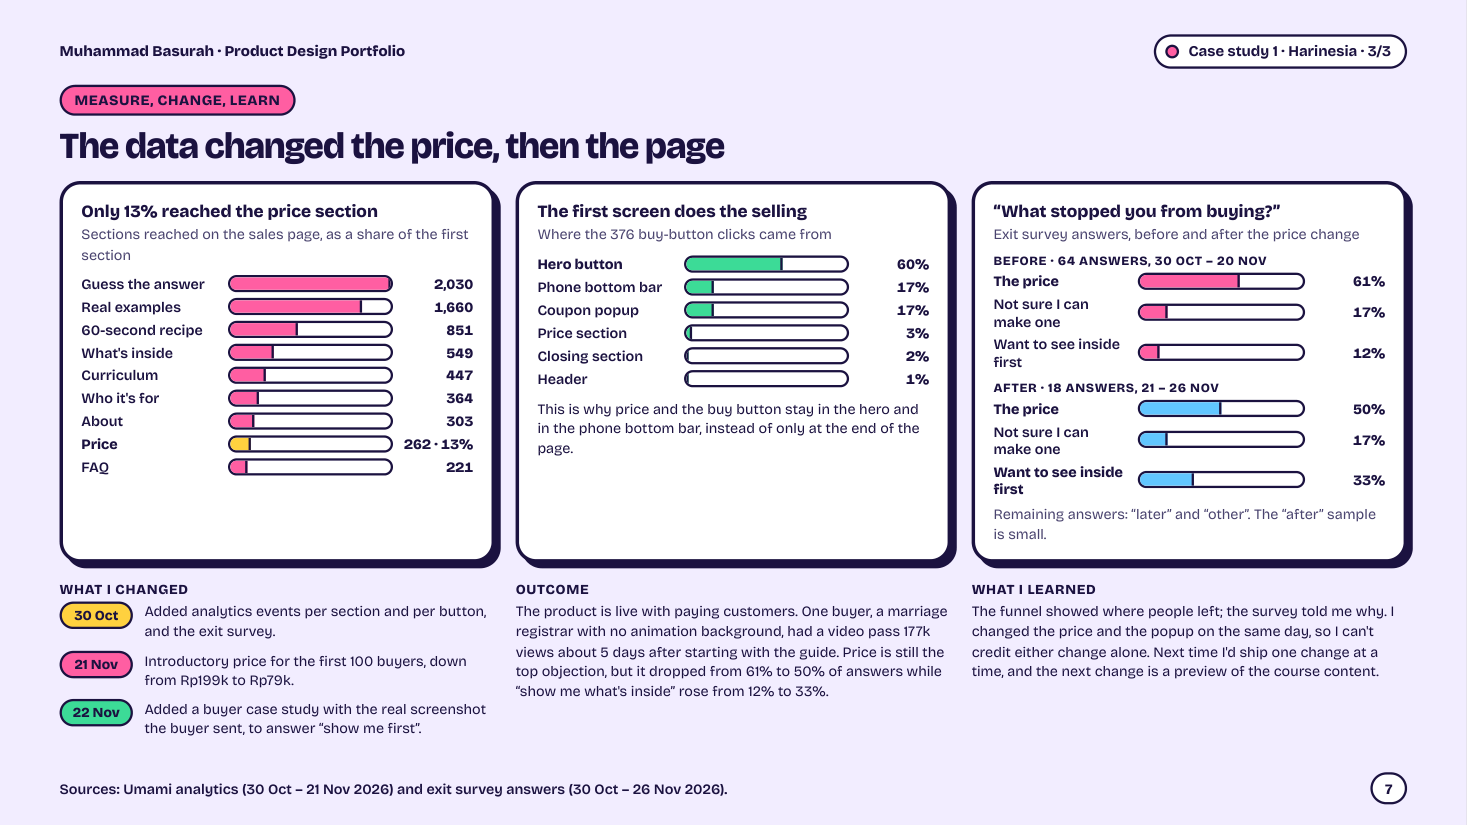 Muhammad Basurah · Product Design Portfolio
Case study 1 · Harinesia · 3/3
MEASURE, CHANGE, LEARN
The data changed the price, then the page
Only 13% reached the price section
Sections reached on the sales page, as a share of the first
section
Guess the answer 2,030
Real examples 1,660
60-second recipe 851
What's inside 549
Curriculum 447
Who it's for 364
About 303
Price 262 · 13%
FAQ 221
The first screen does the selling
Where the 376 buy-button clicks came from
Hero button 60%
Phone bottom bar 17%
Coupon popup 17%
Price section 3%
Closing section 2%
Header 1%
This is why price and the buy button stay in the hero and
in the phone bottom bar, instead of only at the end of the
page.
“What stopped you from buying?”
Exit survey answers, before and after the price change
BEFORE · 64 ANSWERS, 30 OCT – 20 NOV
The price 61%
Not sure I can
make one 17%
Want to see inside
first 12%
AFTER · 18 ANSWERS, 21 – 26 NOV
The price 50%
Not sure I can
make one 17%
Want to see inside
first 33%
Remaining answers: “later” and “other”. The “after” sample
is small.
WHAT I CHANGED
30 Oct Added analytics events per section and per button,
and the exit survey.
21 Nov Introductory price for the first 100 buyers, down
from Rp199k to Rp79k.
22 Nov Added a buyer case study with the real screenshot
the buyer sent, to answer “show me first”.
OUTCOME
The product is live with paying customers. One buyer, a marriage
registrar with no animation background, had a video pass 177k
views about 5 days after starting with the guide. Price is still the
top objection, but it dropped from 61% to 50% of answers while
“show me what's inside” rose from 12% to 33%.
WHAT I LEARNED
The funnel showed where people left; the survey told me why. I
changed the price and the popup on the same day, so I can't
credit either change alone. Next time I'd ship one change at a
time, and the next change is a preview of the course content.
Sources: Umami analytics (30 Oct – 21 Nov 2026) and exit survey answers (30 Oct – 26 Nov 2026).
7